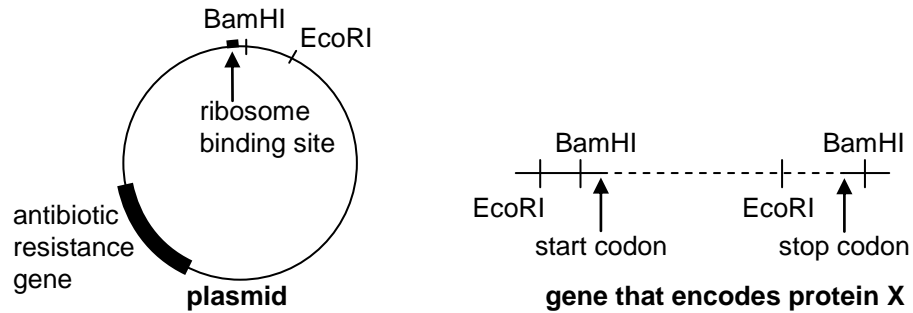 BamHI
EcoRI
ribosome
binding site
antibiotic
resistance
gene
plasmid
BamHI
BamHI
EcoRI
EcoRI
start codon
stop codon
gene that encodes protein X